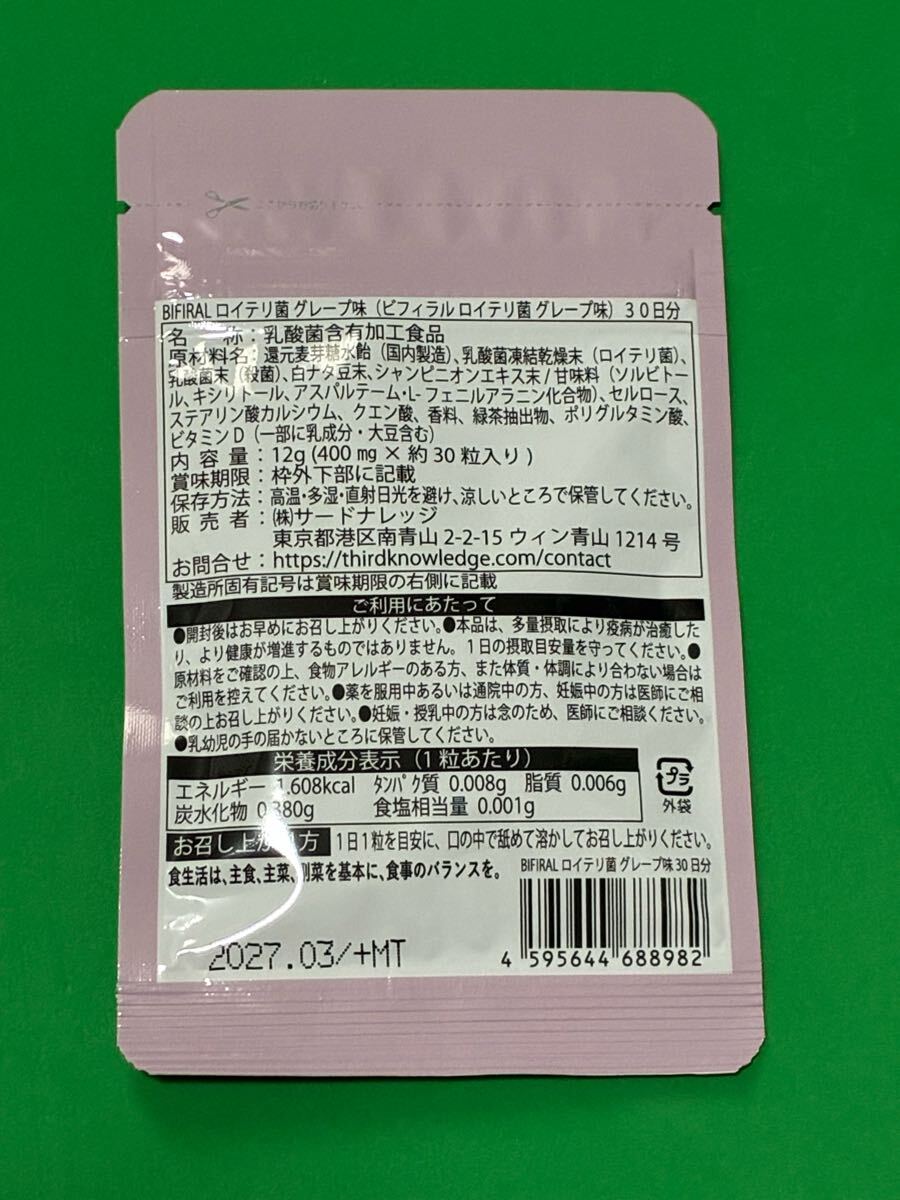 BIFIRAL ロイテリ菌 グレープ味（ビフィラル ロイテリ菌 グレープ味）３０日分
名　　称：乳酸菌含有加工食品
原材料名：還元麦芽糖水飴（国内製造）、乳酸菌凍結乾燥末（ロイテリ菌）、
乳酸菌末（殺菌）、白ナタ豆末、シャンピニオンエキス末 / 甘味料（ソルビトー
ル、キシリトール、アスパルテーム・L-フェニルアラニン化合物）、セルロース、
ステアリン酸カルシウム、クエン酸、香料、緑茶抽出物、ポリグルタミン酸、
ビタミンＤ（一部に乳成分・大豆含む）
内 容 量：12g (400 ㎎ × 約 30 粒入り )
賞味期限：枠外下部に記載
保存方法：高温・多湿・直射日光を避け、涼しいところで保管してください。
販 売 者：㈱サードナレッジ
東京都港区南青山 2-2-15 ウィン青山 1214 号
お問合せ：https://thirdknowledge.com/contact
製造所固有記号は賞味期限の右側に記載
ご利用にあたって
●開封後はお早めにお召し上がりください。●本品は、多量摂取により疫病が治癒した
り、より健康が増進するものではありません。１日の摂取目安量を守ってください。●
原材料をご確認の上、食物アレルギーのある方、また体質・体調により合わない場合は
ご利用を控えてください。●薬を服用中あるいは通院中の方、妊娠中の方は医師にご相
談の上お召し上がりください。●妊娠・授乳中の方は念のため、医師にご相談ください。
●乳幼児の手の届かないところに保管してください。
栄養成分表示（１粒あたり）
エネルギー 1.608kcal ﾀﾝﾊﾟｸ質 0.008g 脂質 0.006g
炭水化物 0.380g 食塩相当量 0.001g
プラ
外袋
お召し上がり方 １日１粒を目安に、口の中で舐めて溶かしてお召し上がりください。
食生活は、主食、主菜、副菜を基本に、食事のバランスを。
BIFIRAL ロイテリ菌 グレープ味 30 日分
2027.03/+MT
4 595644 688982